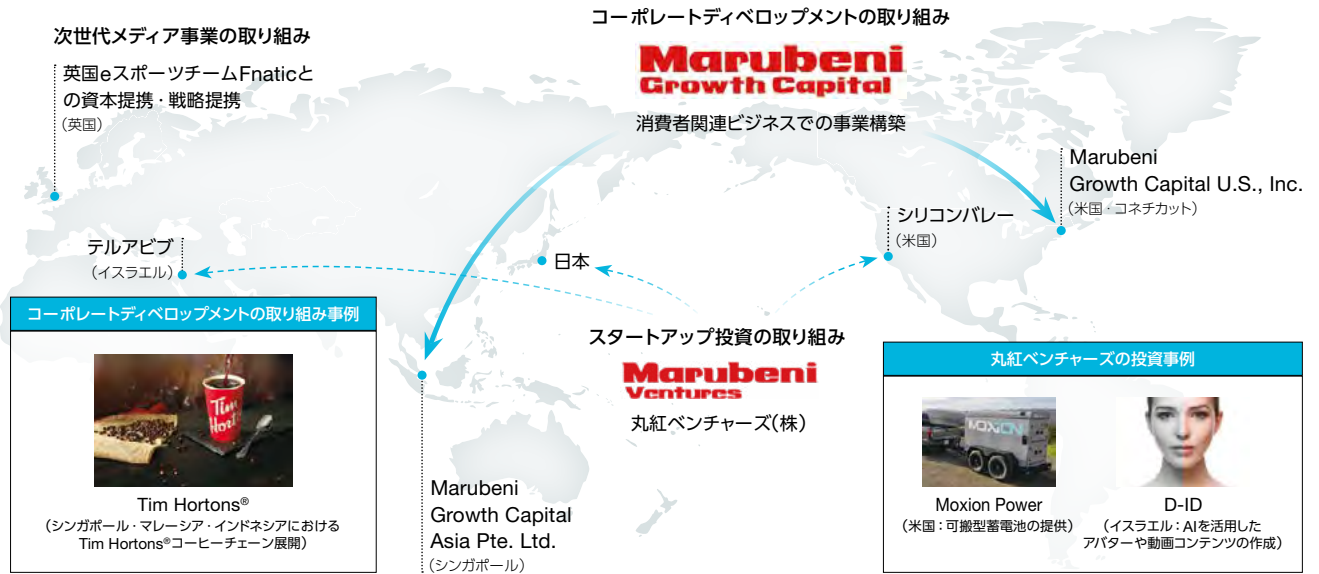 コーポレートディベロップメントの取り組み
Marubeni
Growth Capital
消費者関連ビジネスでの事業構築
次世代メディア事業の取り組み
英国eスポーツチームFnaticと
の資本提携・戦略提携
（英国）
Marubeni
Growth Capital U.S., Inc.
（米国・コネチカット）
シリコンバレー
（米国）
テルアビブ
（イスラエル）
日本
コーポレートディベロップメントの取り組み事例
Tim Hortons
Tim Hortons®
（シンガポール・マレーシア・インドネシアにおける
Tim Hortons®コーヒーチェーン展開）
スタートアップ投資の取り組み
Marubeni
Ventures
丸紅ベンチャーズ（株）
Marubeni
Growth Capital
Asia Pte. Ltd.
（シンガポール）
丸紅ベンチャーズの投資事例
MOXION
Moxion Power
（米国：可搬型蓄電池の提供）
D-ID
（イスラエル：AIを活用した
アバターや動画コンテンツの作成）